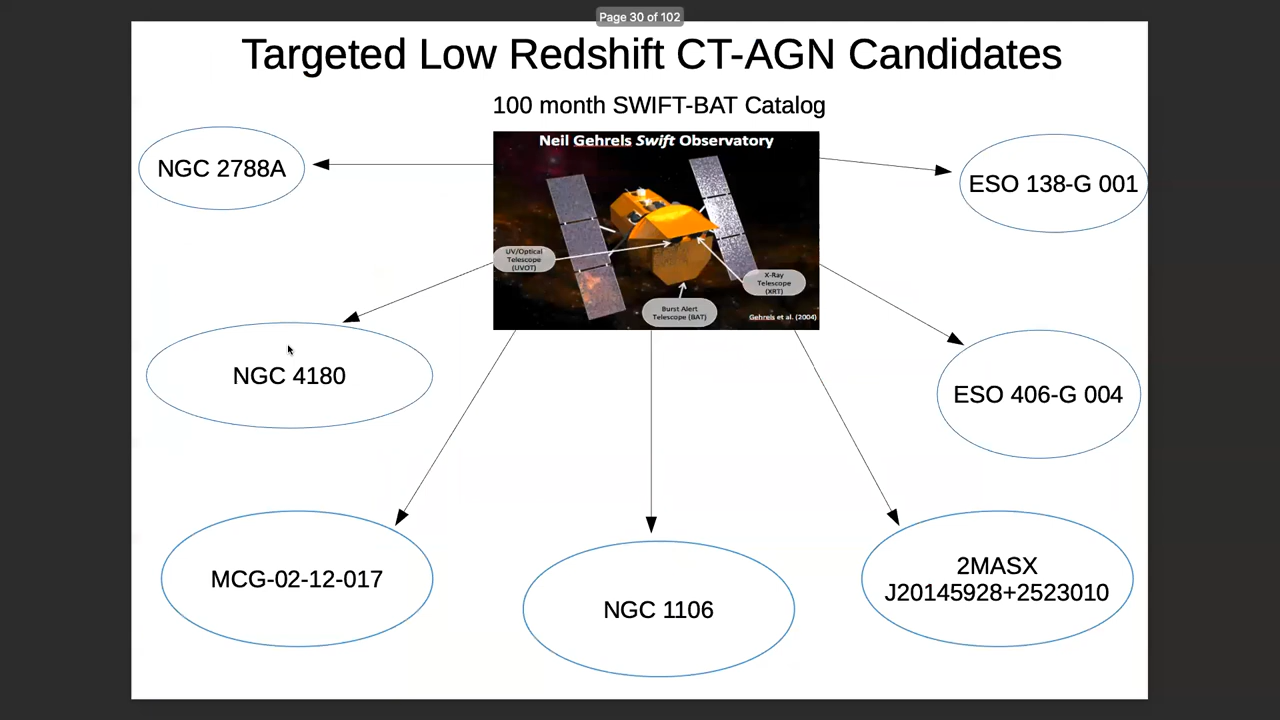 Page 30 of 102
Targeted Low Redshift CT-AGN Candidates
100 month SWIFT-BAT Catalog
Neil Gehrels Swift Observatory
NGC 2788A
ESO 138-G 001
UV/Optical
Telescope
(UVOT)
X-Ray
Telescope
(XRT)
Burst Alert
Telescope (BAT)
Gehrels et al. (2004)
NGC 4180
ESO 406-G 004
MCG-02-12-017
NGC 1106
2MASX
J20145928+2523010